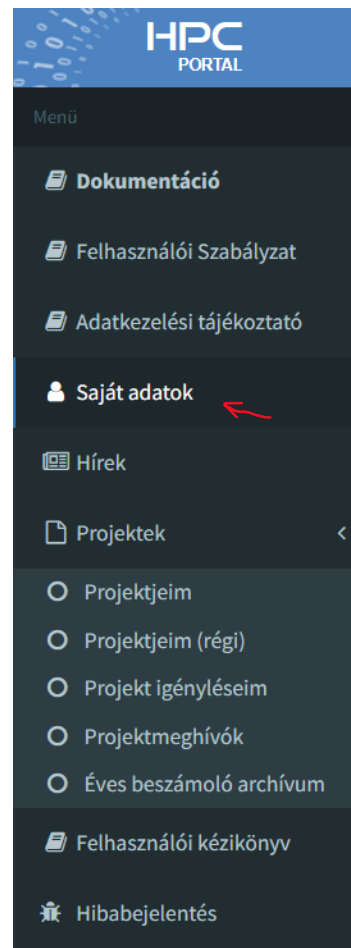 HPC
PORTAL
Menü
Dokumentáció
Felhasználói Szabályzat
Adatkezelési tájékoztató
Saját adatok
Hírek
Projektek
Projektjeim
Projektjeim (régi)
Projekt igényléseim
Projektmeghívók
Éves beszámoló archívum
Felhasználói kézikönyv
Hibabejelentés